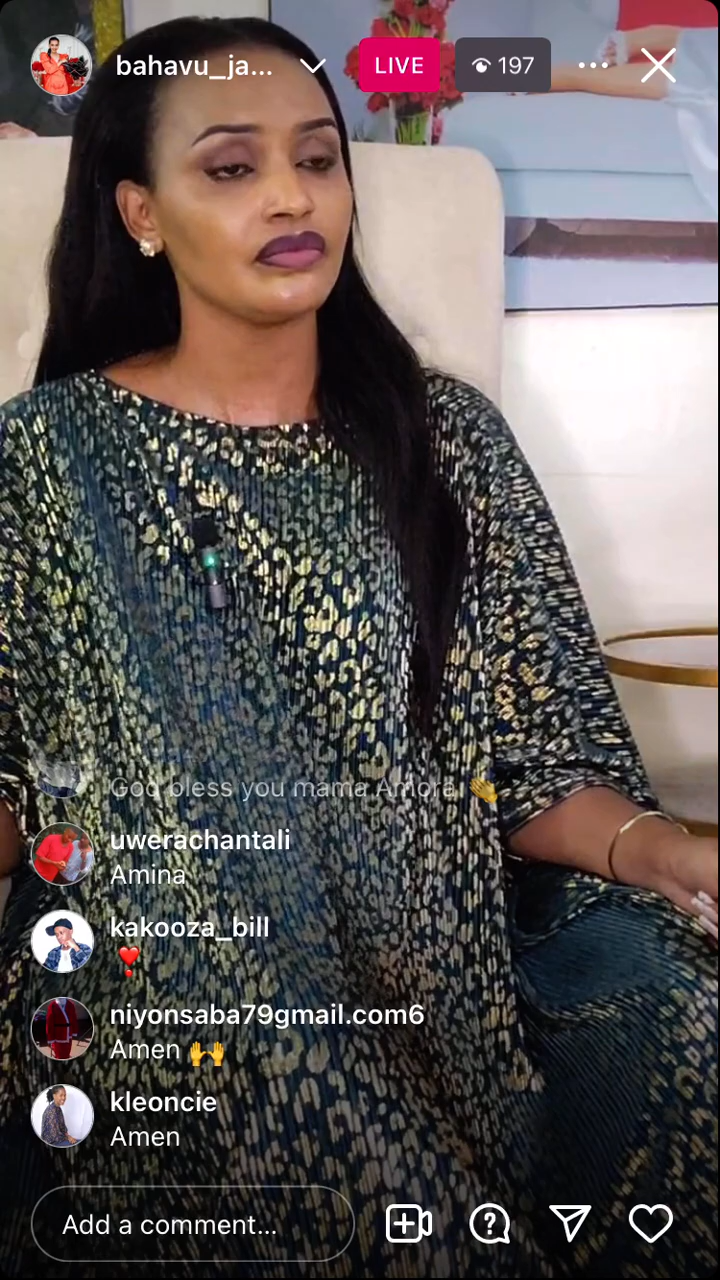 bahavu_ja...
LIVE
197
God bless you mama Amora 👏
uwerachantali
Amina
kakooza_bill
❣️
niyonsaba79gmail.com6
Amen 🙌
kleoncie
Amen
Add a comment...